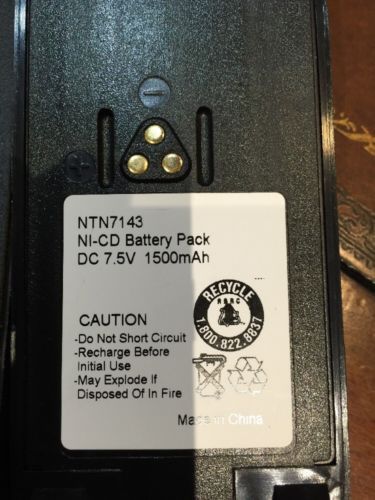 NTN7143
NI-CD Battery Pack
DC 7.5V 1500mAh
RECYCLE
RBRC
1.800.822.8837
CAUTION
-Do Not Short Circuit
-Recharge Before
Initial Use
-May Explode If
Disposed Of In Fire
Made in China